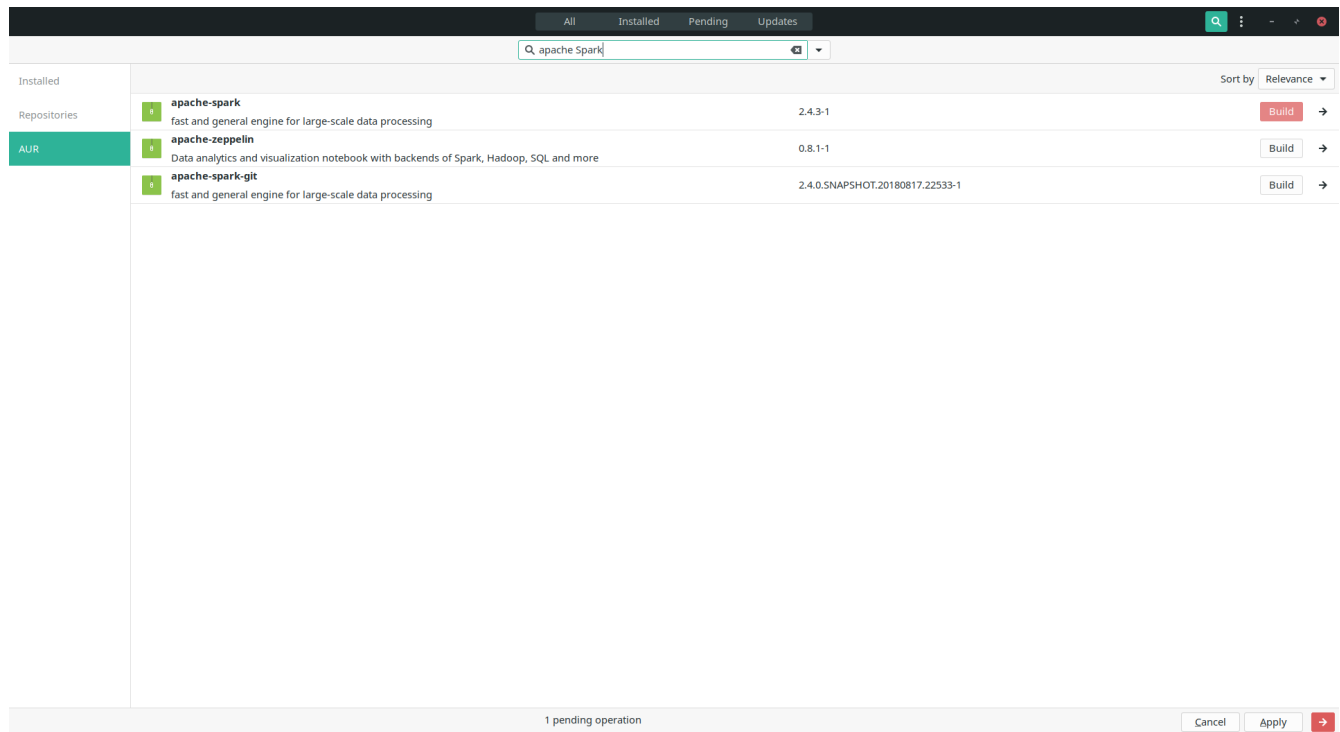 All Installed Pending Updates
apache Spark
Installed
Repositories
AUR
Sort by Relevance
apache-spark
fast and general engine for large-scale data processing
2.4.3-1
Build
apache-zeppelin
Data analytics and visualization notebook with backends of Spark, Hadoop, SQL and more
0.8.1-1
Build
apache-spark-git
fast and general engine for large-scale data processing
2.4.0.SNAPSHOT.20180817.22533-1
Build
1 pending operation
Cancel Apply